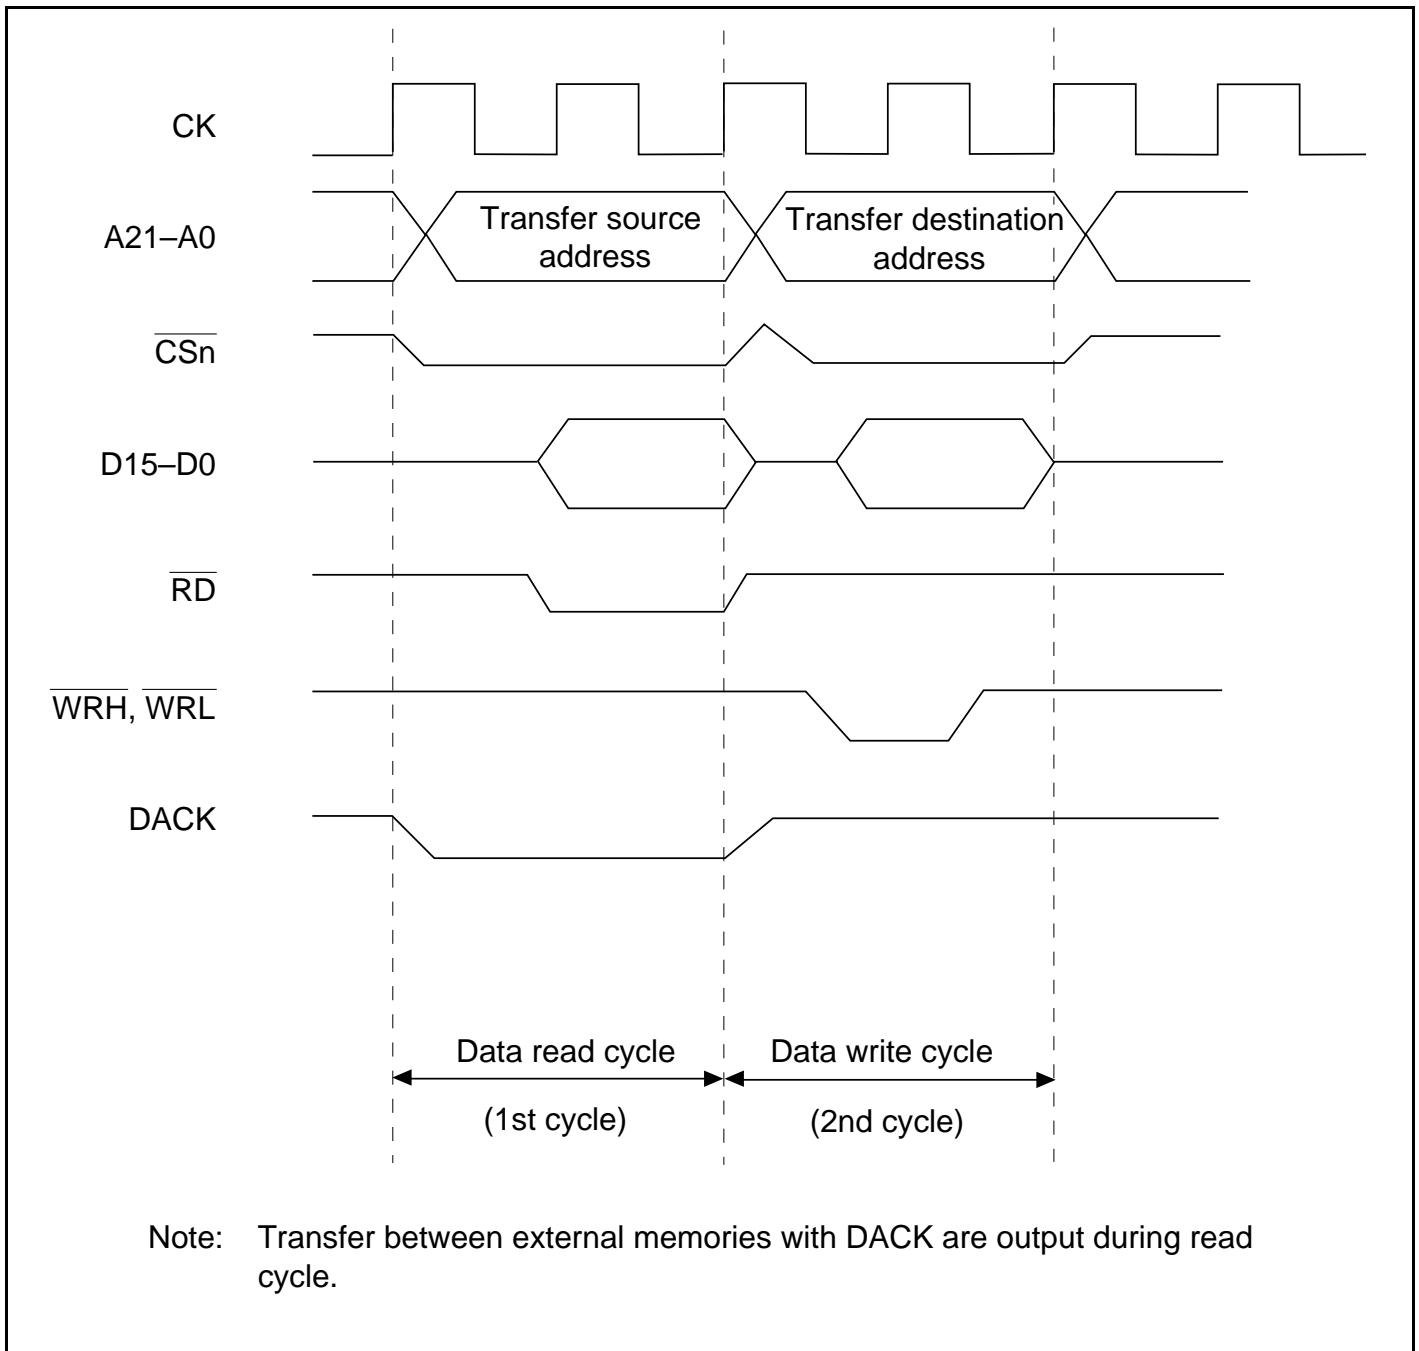 CK
A21–A0
Transfer source
address
Transfer destination
address
CSn
D15–D0
RD
WRH, WRL
DACK
Data read cycle
(1st cycle)
Data write cycle
(2nd cycle)
Note: Transfer between external memories with DACK are output during read
cycle.